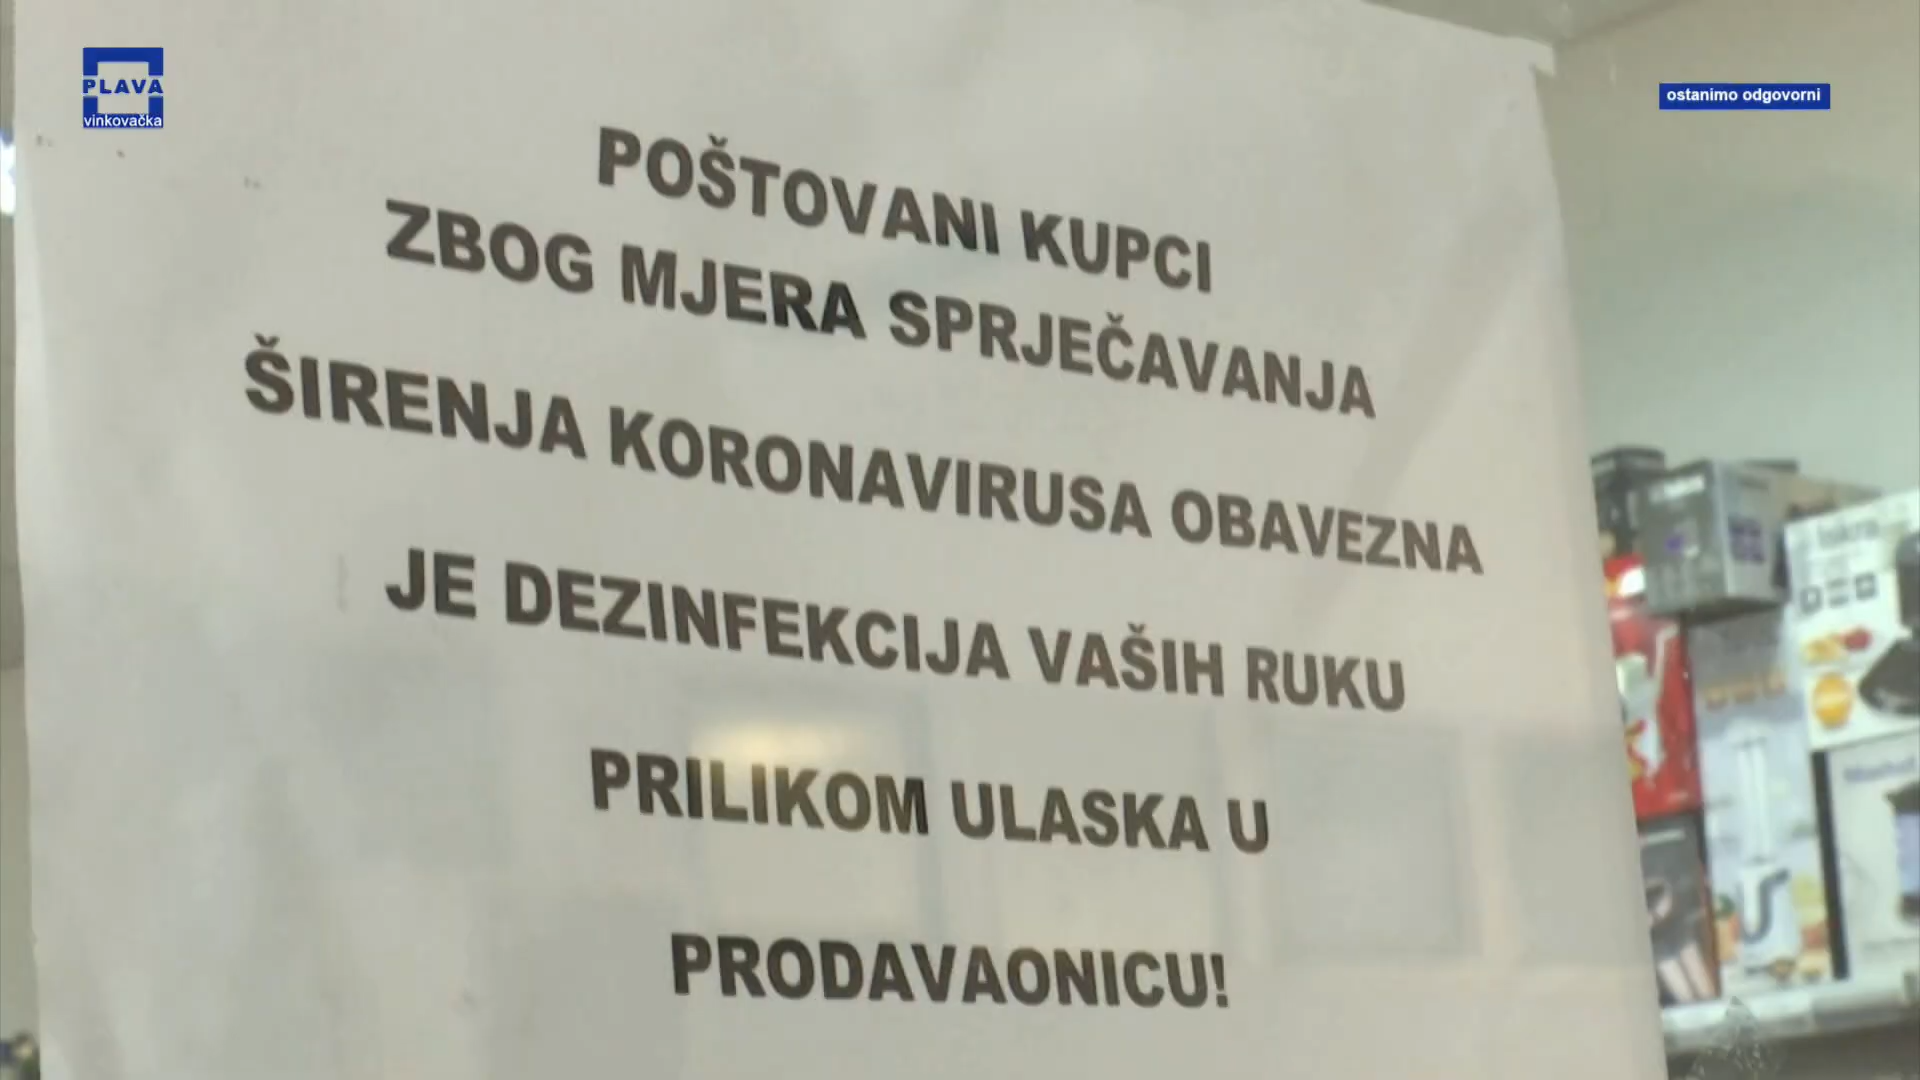 PLAVA
vinkovačka
ostanimo odgovorni
POŠTOVANI KUPCI
ZBOG MJERA SPRJEČAVANJA
ŠIRENJA KORONAVIRUSA OBAVEZNA
JE DEZINFEKCIJA VAŠIH RUKU
PRILIKOM ULASKA U
PRODAVAONICU!